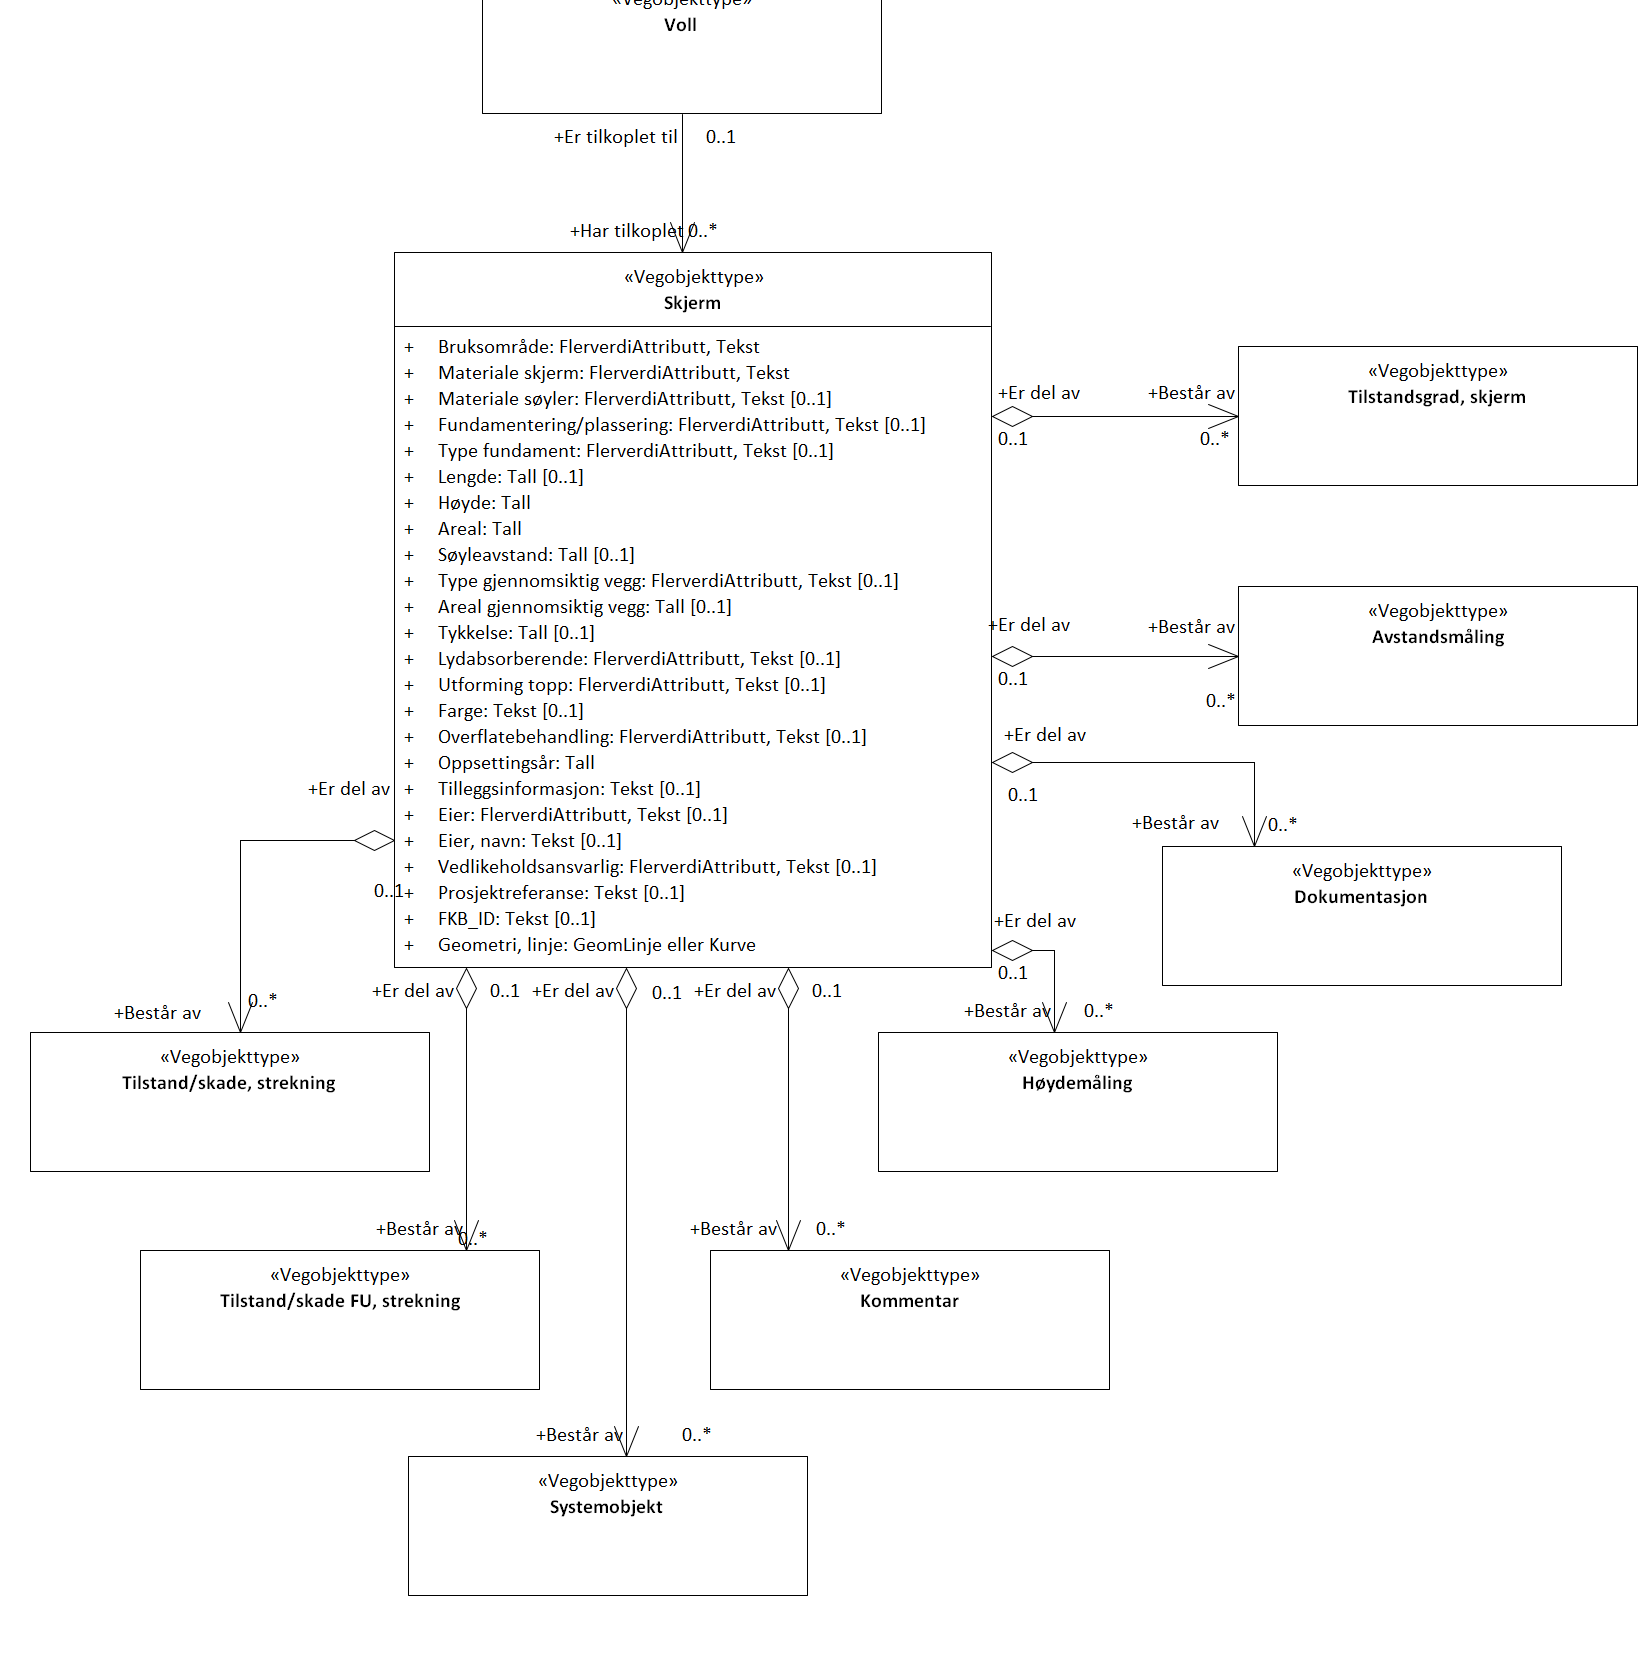 «Vegobjekttype»
Voll
+Er tilkoplet til
0..1
+Har tilkoplet
0..*
«Vegobjekttype»
Skjerm
+ Bruksområde: FlerverdiAttributt, Tekst
+ Materiale skjerm: FlerverdiAttributt, Tekst
+ Materiale søyler: FlerverdiAttributt, Tekst [0..1]
+ Fundamentering/plassering: FlerverdiAttributt, Tekst [0..1]
+ Type fundament: FlerverdiAttributt, Tekst [0..1]
+ Lengde: Tall [0..1]
+ Høyde: Tall
+ Areal: Tall
+ Søyleavstand: Tall [0..1]
+ Type gjennomsiktig vegg: FlerverdiAttributt, Tekst [0..1]
+ Areal gjennomsiktig vegg: Tall [0..1]
+ Tykkelse: Tall [0..1]
+ Lydabsorberende: FlerverdiAttributt, Tekst [0..1]
+ Utforming topp: FlerverdiAttributt, Tekst [0..1]
+ Farge: Tekst [0..1]
+ Overflatebehandling: FlerverdiAttributt, Tekst [0..1]
+ Oppsettingsår: Tall
+ Tilleggsinformasjon: Tekst [0..1]
+ Eier: FlerverdiAttributt, Tekst [0..1]
+ Eier, navn: Tekst [0..1]
+ Vedlikeholdsansvarlig: FlerverdiAttributt, Tekst [0..1]
+ Prosjektreferanse: Tekst [0..1]
+ FKB_ID: Tekst [0..1]
+ Geometri, linje: GeomLinje eller Kurve
+Er del av
+Består av
0..1
0..*
«Vegobjekttype»
Tilstandsgrad, skjerm
+Er del av
+Består av
0..1
0..*
«Vegobjekttype»
Avstandsmåling
+Er del av
0..1
+Består av
0..*
«Vegobjekttype»
Dokumentasjon
+Er del av
0..1
+Består av
0..*
«Vegobjekttype»
Høydemåling
+Er del av
0..1
+Består av
0..*
«Vegobjekttype»
Tilstand/skade, strekning
+Er del av
0..1
+Består av
0..*
«Vegobjekttype»
Tilstand/skade FU, strekning
+Er del av
0..1
+Består av
0..*
«Vegobjekttype»
Systemobjekt
+Er del av
0..1
+Består av
0..*
«Vegobjekttype»
Kommentar